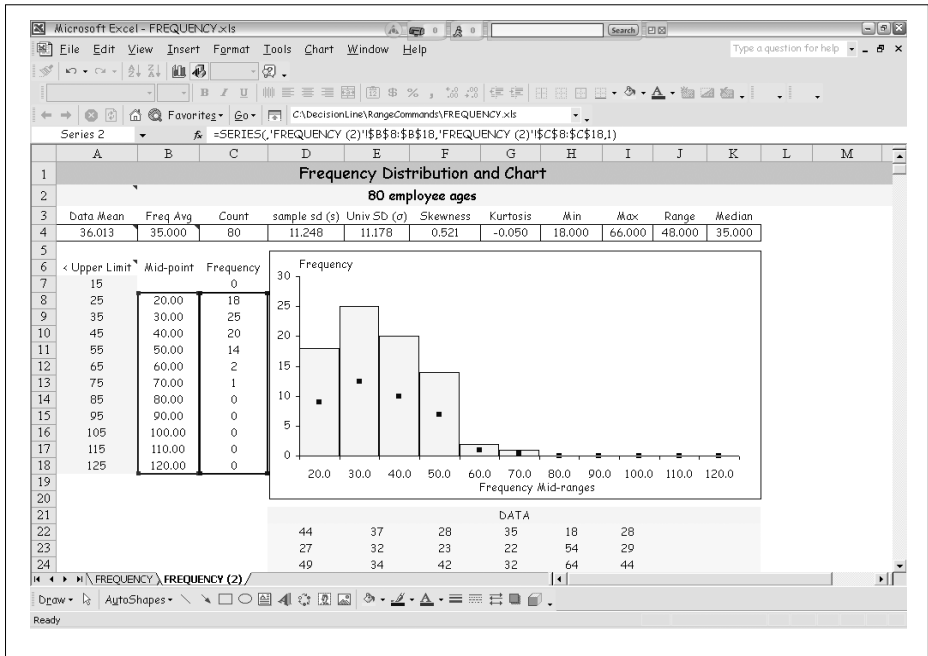 Microsoft Excel - FREQUENCY.xls 0 0 Search
File Edit View Insert Format Tools Chart Window Help Type a question for help
B I U $ % ,
Favorites Go C:\DecisionLine\RangeCommands\FREQUENCY.xls
Series 2 fx =SERIES(,'FREQUENCY (2)'!$B$8:$B$18,'FREQUENCY (2)'!$C$8:$C$18,1)
A B C D E F G H I J K L M
1 Frequency Distribution and Chart
2 80 employee ages
3 Data Mean Freq Avg Count sample sd (s) Univ SD (σ) Skewness Kurtosis Min Max Range Median
4 36.013 35.000 80 11.248 11.178 0.521 -0.050 18.000 66.000 48.000 35.000
5
6 < Upper Limit Mid-point Frequency
7 15 0
8 25 20.00 18
9 35 30.00 25
10 45 40.00 20
11 55 50.00 14
12 65 60.00 2
13 75 70.00 1
14 85 80.00 0
15 95 90.00 0
16 105 100.00 0
17 115 110.00 0
18 125 120.00 0
19
20
Frequency
30
25
20
15
10
5
0
20.0 30.0 40.0 50.0 60.0 70.0 80.0 90.0 100.0 110.0 120.0
Frequency Mid-ranges
21 DATA
22 44 37 28 35 18 28
23 27 32 23 22 54 29
24 49 34 42 32 64 44
FREQUENCY FREQUENCY (2)
Draw AutoShapes
Ready